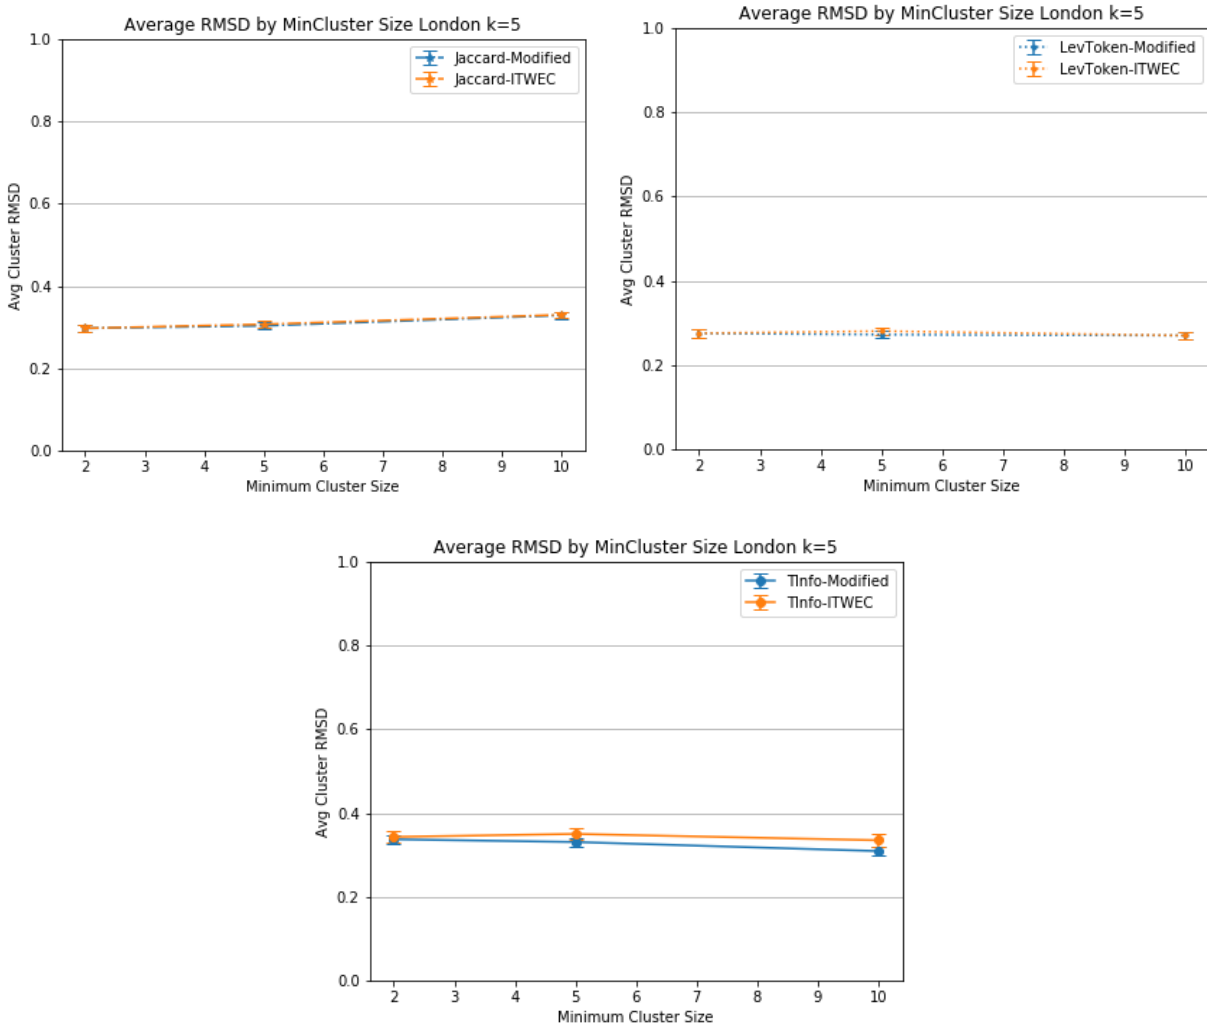 Average RMSD by MinCluster Size London k=5
Jaccard-Modified
Jaccard-ITWEC
Avg Cluster RMSD
1.0
0.8
0.6
0.4
0.2
0.0
2 3 4 5 6 7 8 9 10
Minimum Cluster Size
Average RMSD by MinCluster Size London k=5
LevToken-Modified
LevToken-ITWEC
Avg Cluster RMSD
1.0
0.8
0.6
0.4
0.2
0.0
2 3 4 5 6 7 8 9 10
Minimum Cluster Size
Average RMSD by MinCluster Size London k=5
TInfo-Modified
TInfo-ITWEC
Avg Cluster RMSD
1.0
0.8
0.6
0.4
0.2
0.0
2 3 4 5 6 7 8 9 10
Minimum Cluster Size